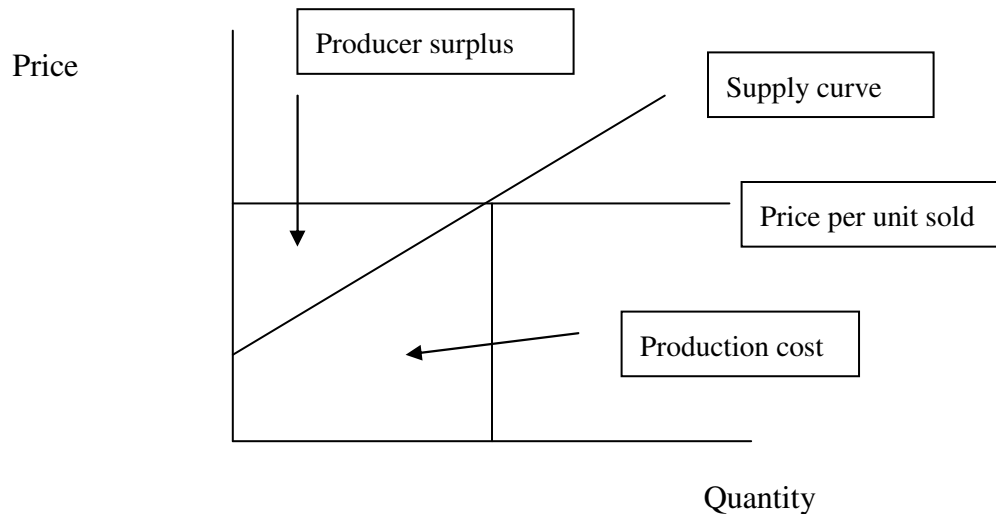 Producer surplus
Price
Supply curve
Price per unit sold
Production cost
Quantity